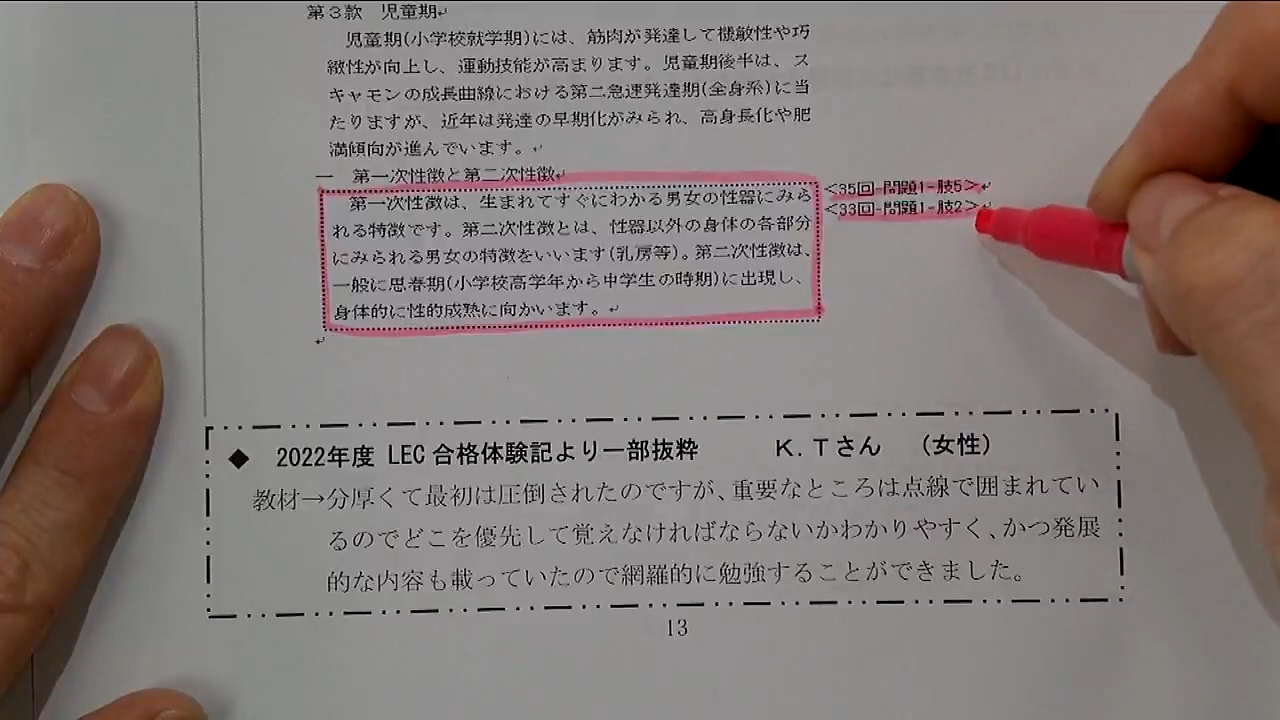 第3款 児童期
児童期(小学校就学期)には、筋肉が発達して機敏性や巧
緻性が向上し、運動技能が高まります。児童期後半は、ス
キャモンの成長曲線における第二急速発達期(全身系)に当
たりますが、近年は発達の早期化がみられ、高身長化や肥
満傾向が進んでいます。
一 第一次性徴と第二次性徴
第一次性徴は、生まれてすぐにわかる男女の性器にみら
れる特徴です。第二次性徴とは、性器以外の身体の各部分
にみられる男女の特徴をいいます(乳房等)。第二次性徴は、
一般に思春期(小学校高学年から中学生の時期)に出現し、
身体的に性的成熟に向かいます。
<35回-問題1-肢5>
<33回-問題1-肢2>
◆ 2022年度 LEC合格体験記より一部抜粋 K.Tさん (女性)
教材→分厚くて最初は圧倒されたのですが、重要なところは点線で囲まれてい
るのでどこを優先して覚えなければならないかわかりやすく、かつ発展
的な内容も載っていたので網羅的に勉強することができました。
13